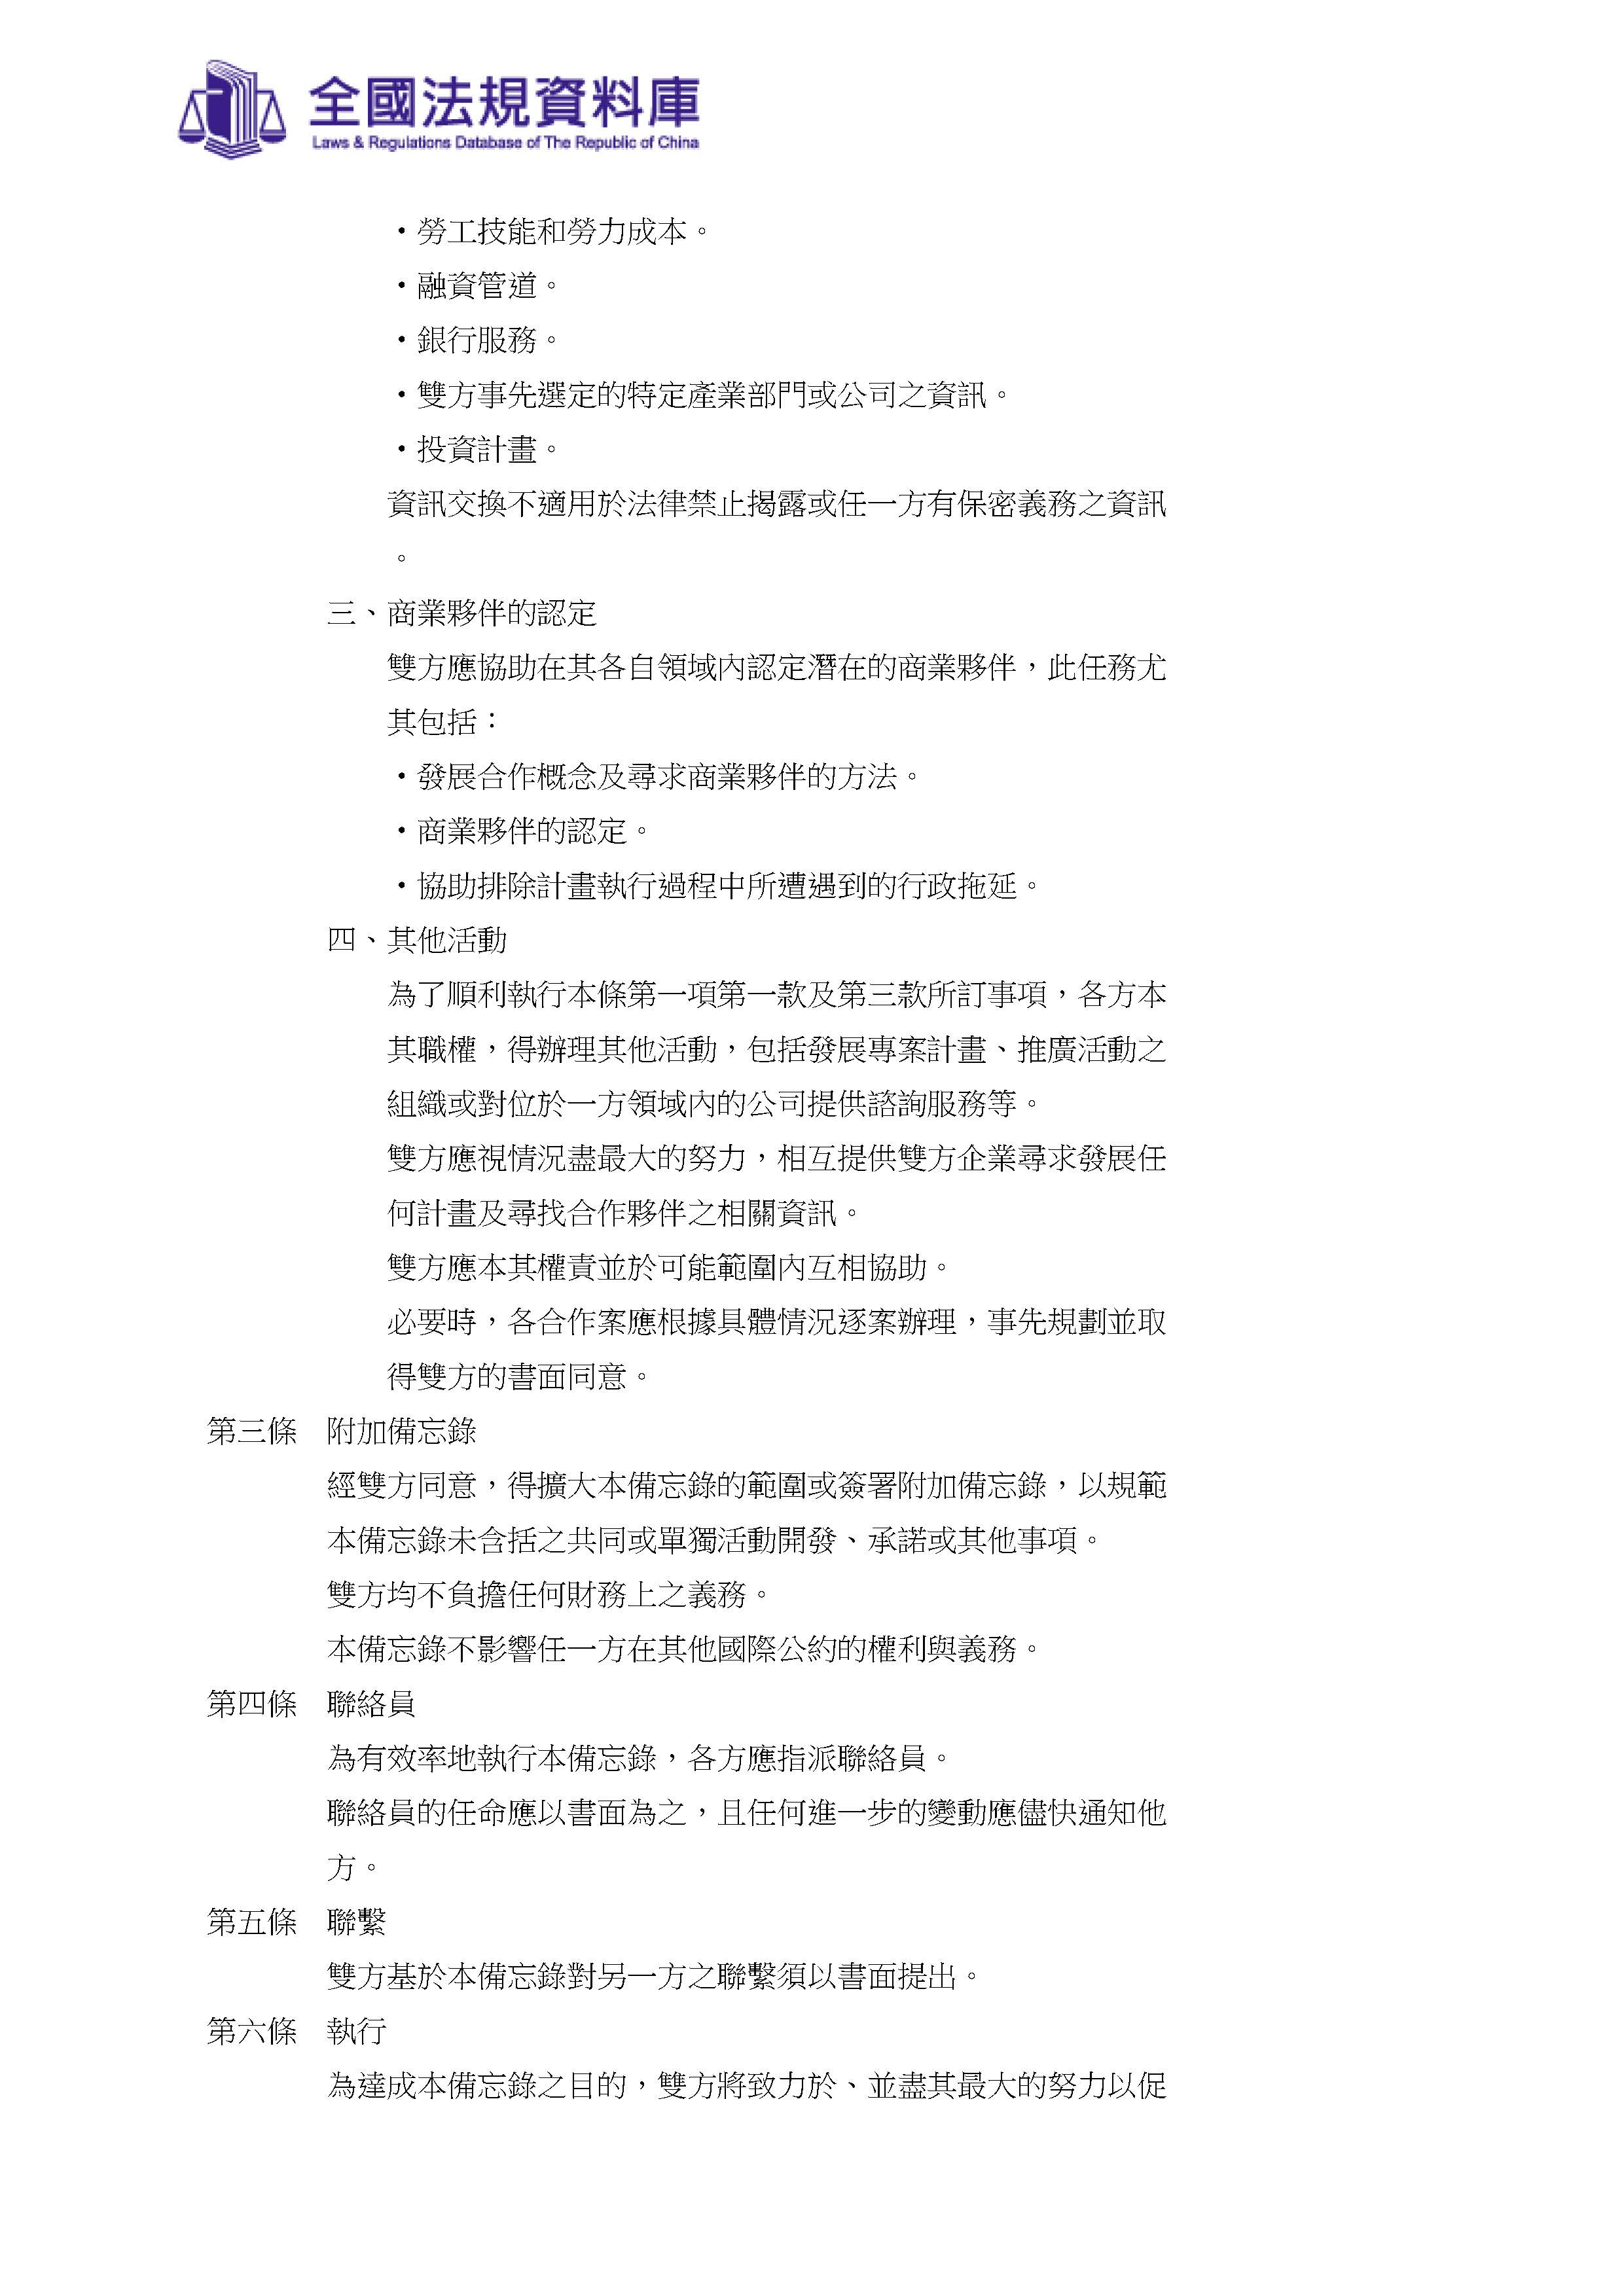 全國法規資料庫
Laws & Regulations Database of The Republic of China
・勞工技能和勞力成本。
・融資管道。
・銀行服務。
・雙方事先選定的特定產業部門或公司之資訊。
・投資計畫。
資訊交換不適用於法律禁止揭露或任一方有保密義務之資訊
。
三、商業夥伴的認定
雙方應協助在其各自領域內認定潛在的商業夥伴，此任務尤
其包括：
・發展合作概念及尋求商業夥伴的方法。
・商業夥伴的認定。
・協助排除計畫執行過程中所遭遇到的行政拖延。
四、其他活動
為了順利執行本條第一項第一款及第三款所訂事項，各方本
其職權，得辦理其他活動，包括發展專案計畫、推廣活動之
組織或對位於一方領域內的公司提供諮詢服務等。
雙方應視情況盡最大的努力，相互提供雙方企業尋求發展任
何計畫及尋找合作夥伴之相關資訊。
雙方應本其權責並於可能範圍內互相協助。
必要時，各合作案應根據具體情況逐案辦理，事先規劃並取
得雙方的書面同意。
第三條　附加備忘錄
經雙方同意，得擴大本備忘錄的範圍或簽署附加備忘錄，以規範
本備忘錄未含括之共同或單獨活動開發、承諾或其他事項。
雙方均不負擔任何財務上之義務。
本備忘錄不影響任一方在其他國際公約的權利與義務。
第四條　聯絡員
為有效率地執行本備忘錄，各方應指派聯絡員。
聯絡員的任命應以書面為之，且任何進一步的變動應儘快通知他
方。
第五條　聯繫
雙方基於本備忘錄對另一方之聯繫須以書面提出。
第六條　執行
為達成本備忘錄之目的，雙方將致力於、並盡其最大的努力以促